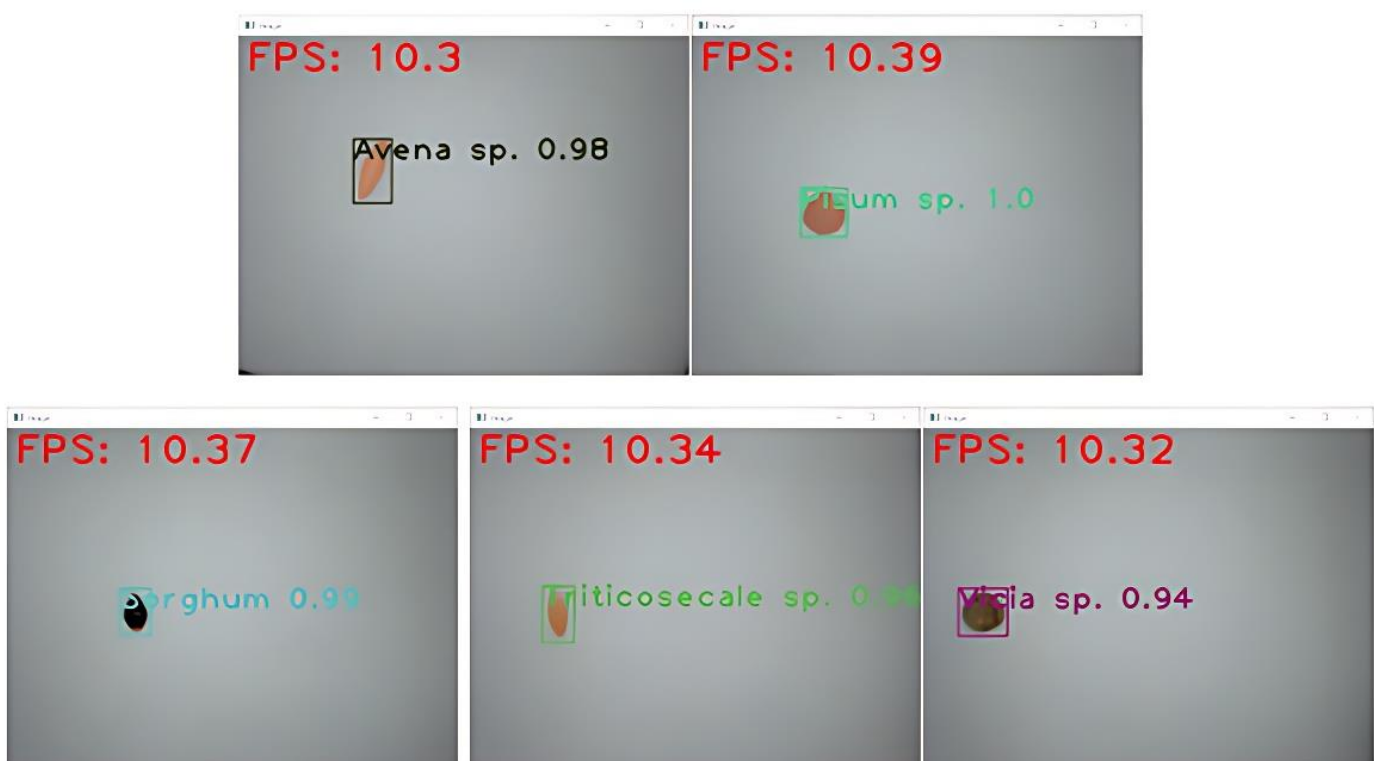 FPS: 10.3
Avena sp. 0.98
FPS: 10.39
Pisum sp. 1.0
FPS: 10.37
Sorghum 0.99
FPS: 10.34
Triticosecale sp.
FPS: 10.32
Vicia sp. 0.94